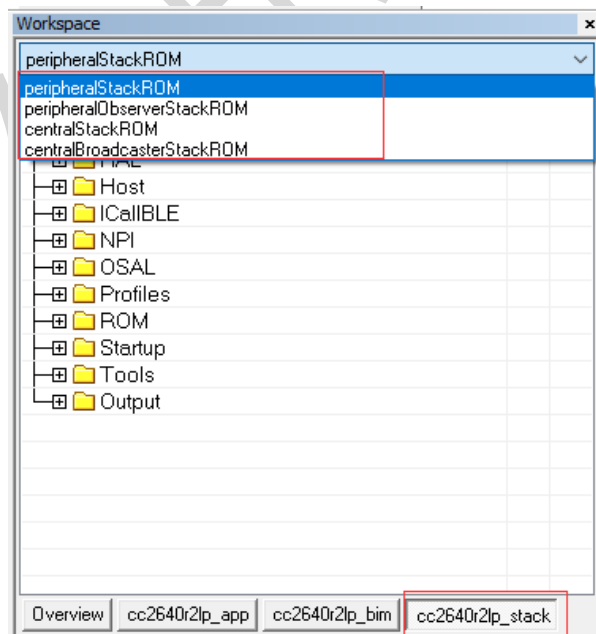 Workspace
peripheralStackROM
peripheralStackROM
peripheralObserverStackROM
centralStackROM
centralBroadcasterStackROM
HAL
Host
ICallBLE
NPI
OSAL
Profiles
ROM
Startup
Tools
Output
Overview cc2640r2lp_app cc2640r2lp_bim cc2640r2lp_stack